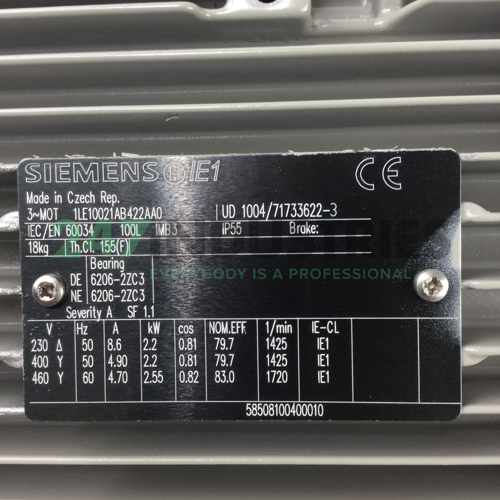 SIEMENS IE1 CE
Made in Czech Rep.
3~MOT 1LE10021AB422AA0 UD 1004/71733622-3
IEC/EN 60034 100L IMB3 IP55 Brake:
18kg Th.Cl. 155(F)
INDUSTRIES
EVERYBODY IS A PROFESSIONAL
Bearing
DE 6206-2ZC3
NE 6206-2ZC3
Severity A SF 1.1
V Hz A kW cos NOM.EFF 1/min IE-CL
230 Δ 50 8.6 2.2 0.81 79.7 1425 IE1
400 Y 50 4.90 2.2 0.81 79.7 1425 IE1
460 Y 60 4.70 2.55 0.82 83.0 1720 IE1
58508100400010